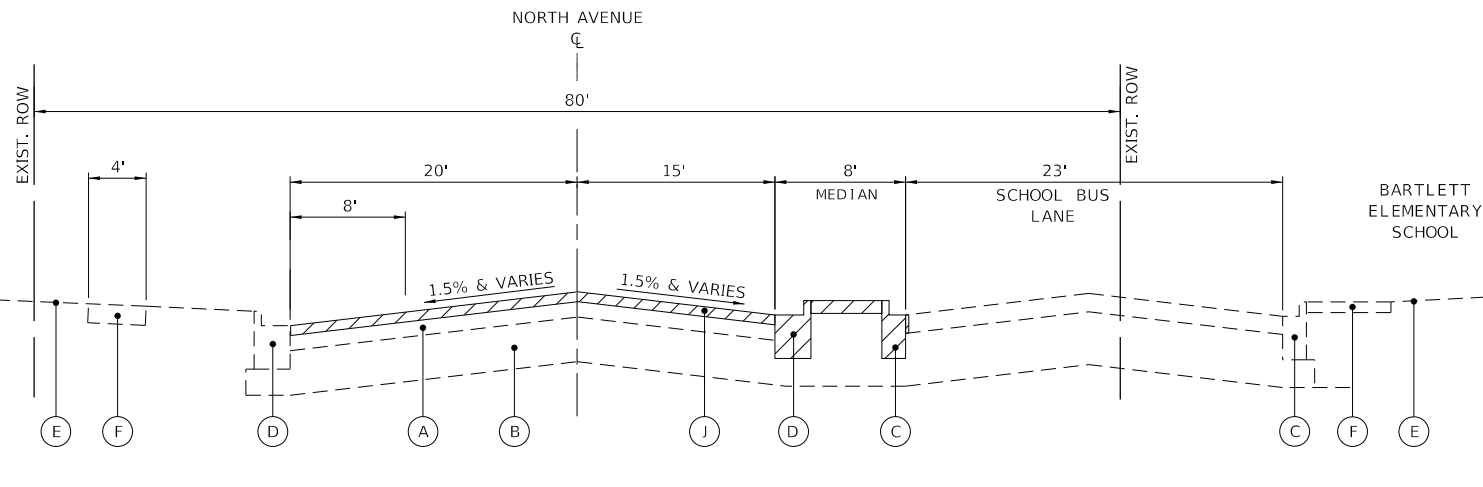 NORTH AVENUE
℄
80'
EXIST. ROW
EXIST. ROW
4'
20'
15'
8'
23'
MEDIAN
SCHOOL BUS
LANE
BARTLETT
ELEMENTARY
SCHOOL
8'
1.5% & VARIES
1.5% & VARIES
E
F
D
A
B
J
D
C
C
F
E